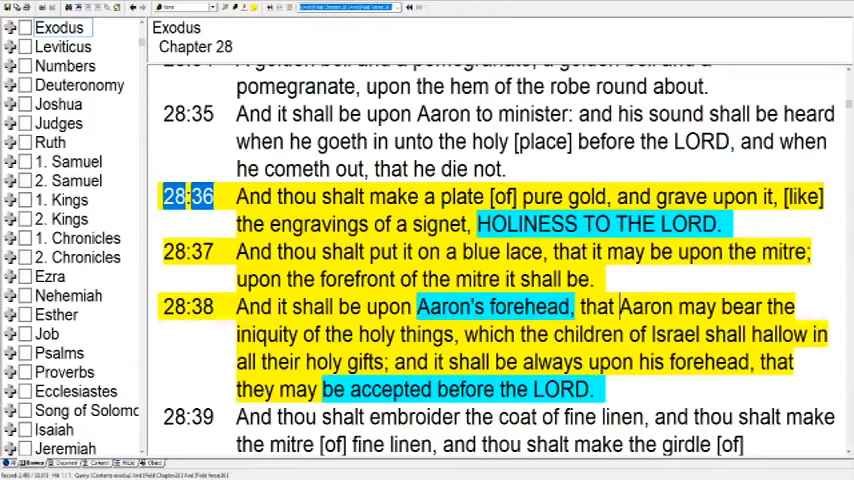 None
Exodus
Leviticus
Numbers
Deuteronomy
Joshua
Judges
Ruth
1. Samuel
2. Samuel
1. Kings
2. Kings
1. Chronicles
2. Chronicles
Ezra
Nehemiah
Esther
Job
Psalms
Proverbs
Ecclesiastes
Song of Solomo
Isaiah
Jeremiah
Exodus
Chapter 28
pomegranate, upon the hem of the robe round about.
28:35 And it shall be upon Aaron to minister: and his sound shall be heard
when he goeth in unto the holy [place] before the LORD, and when
he cometh out, that he die not.
28:36 And thou shalt make a plate [of] pure gold, and grave upon it, [like]
the engravings of a signet, HOLINESS TO THE LORD.
28:37 And thou shalt put it on a blue lace, that it may be upon the mitre;
upon the forefront of the mitre it shall be.
28:38 And it shall be upon Aaron's forehead, that Aaron may bear the
iniquity of the holy things, which the children of Israel shall hallow in
all their holy gifts; and it shall be always upon his forehead, that
they may be accepted before the LORD.
28:39 And thou shalt embroider the coat of fine linen, and thou shalt make
the mitre [of] fine linen, and thou shalt make the girdle [of]
All Browse Document Contents Hit List Object